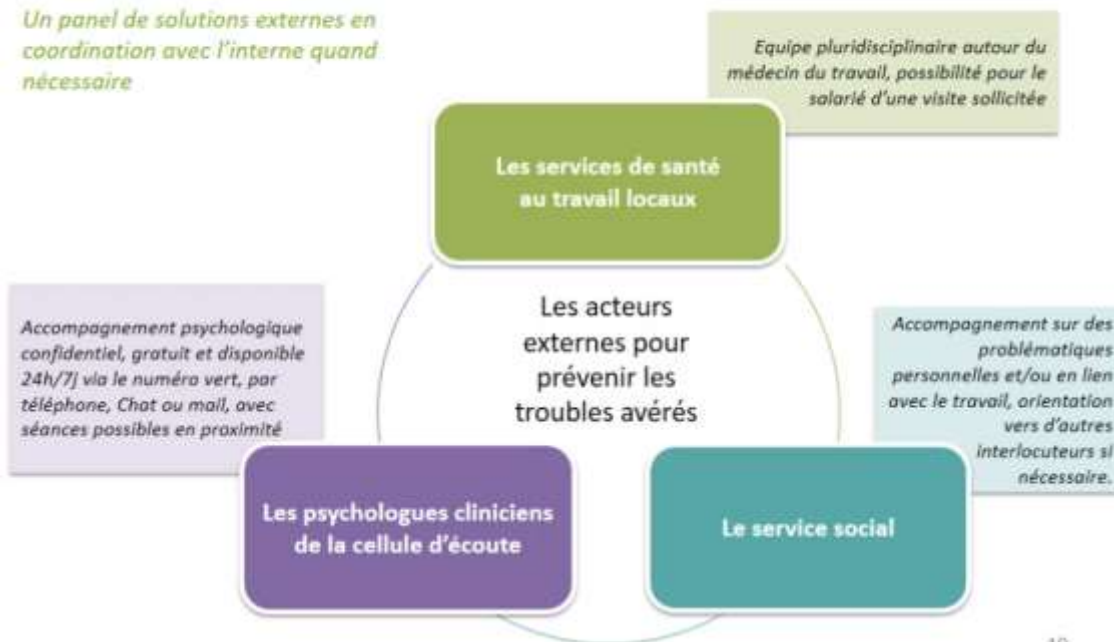 Un panel de solutions externes en
coordination avec l'interne quand
nécessaire
Equipe pluridisciplinaire autour du
médecin du travail, possibilité pour le
salarié d'une visite sollicitée
Les services de santé
au travail locaux
Les acteurs
externes pour
prévenir les
troubles avérés
Accompagnement psychologique
confidentiel, gratuit et disponible
24h/7j via le numéro vert, par
téléphone, Chat ou mail, avec
séances possibles en proximité
Accompagnement sur des
problématiques
personnelles et/ou en lien
avec le travail, orientation
vers d'autres
interlocuteurs si
nécessaire.
Les psychologues cliniciens
de la cellule d'écoute
Le service social